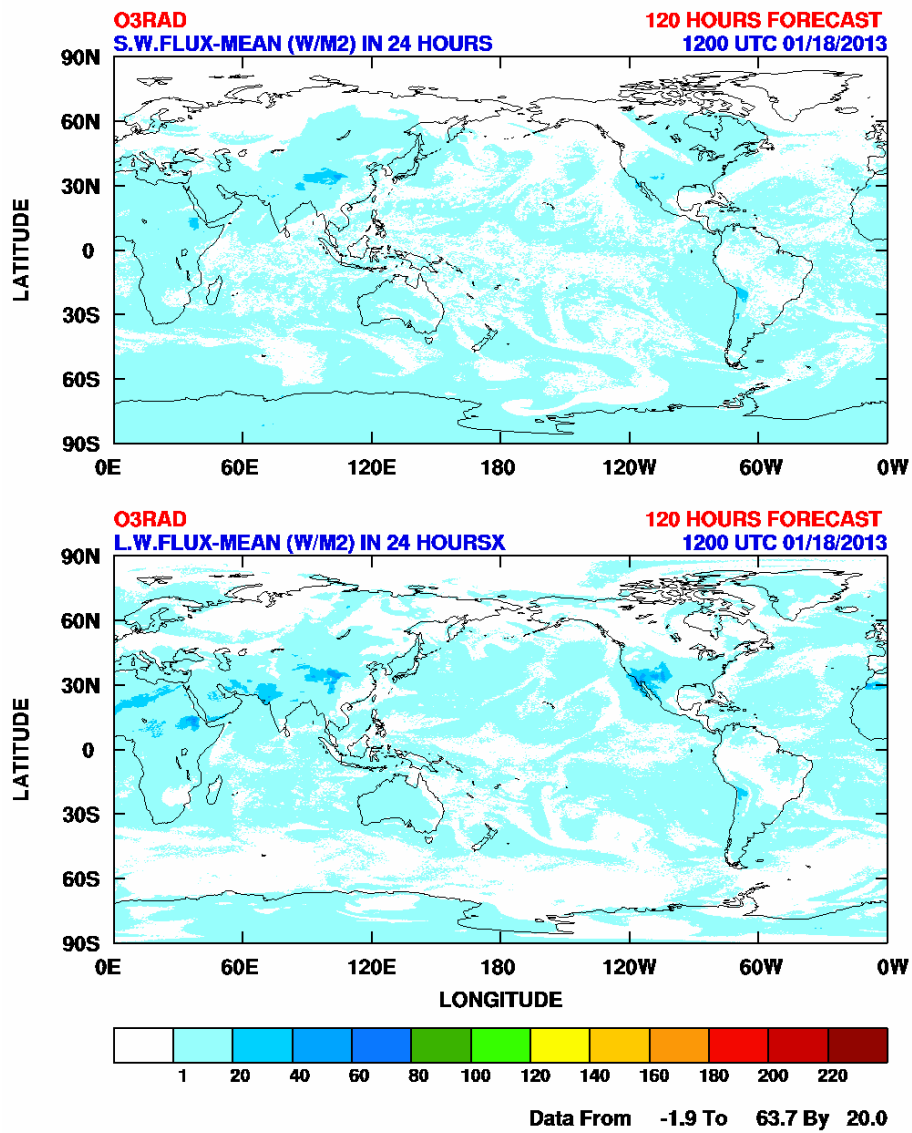 O3RAD 120 HOURS FORECAST
S.W.FLUX-MEAN (W/M2) IN 24 HOURS 1200 UTC 01/18/2013
90N
60N
30N
0
30S
60S
90S
LATITUDE
0E 60E 120E 180 120W 60W 0W
O3RAD 120 HOURS FORECAST
L.W.FLUX-MEAN (W/M2) IN 24 HOURSX 1200 UTC 01/18/2013
90N
60N
30N
0
30S
60S
90S
LATITUDE
0E 60E 120E 180 120W 60W 0W
LONGITUDE
1 20 40 60 80 100 120 140 160 180 200 220
Data From -1.9 To 63.7 By 20.0